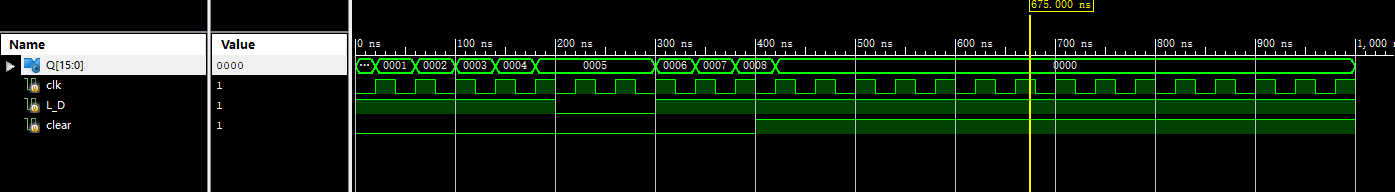 675.000 ns
Name Value 0 ns 100 ns 200 ns 300 ns 400 ns 500 ns 600 ns 700 ns 800 ns 900 ns 1,000 n
Q[15:0] 0000 ... 0001 0002 0003 0004 0005 0006 0007 0008 0000
clk 1
L_D 1
clear 1